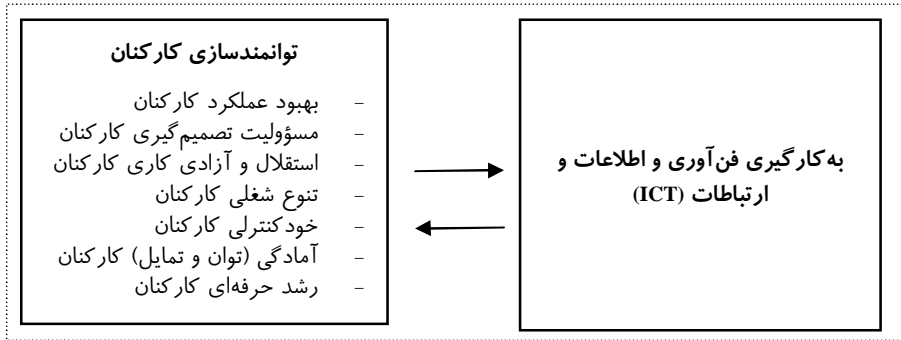 توانمندسازی کارکنان
- بهبود عملکرد کارکنان
- مسؤولیت تصمیم‌گیری کارکنان
- استقلال و آزادی کاری کارکنان
- تنوع شغلی کارکنان
- خودکنترلی کارکنان
- آمادگی (توان و تمایل) کارکنان
- رشد حرفه‌ای کارکنان
به‌کارگیری فن‌آوری و اطلاعات و
ارتباطات (ICT)